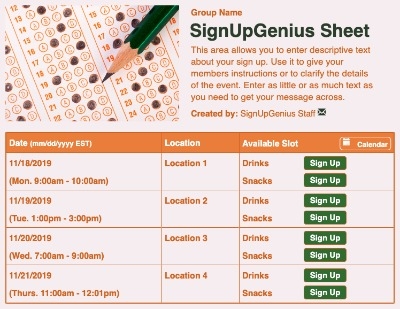 Group Name
SignUpGenius Sheet
This area allows you to enter descriptive text
about your sign up. Use it to give your
members instructions or to clarify the details
of the event. Enter as little or as much text as
you need to get your message across.
Created by: SignUpGenius Staff
Date (mm/dd/yyyy EST) Location Available Slot Calendar
11/18/2019 Location 1 Drinks Sign Up
(Mon. 9:00am - 10:00am) Snacks Sign Up
11/19/2019 Location 2 Drinks Sign Up
(Tue. 1:00pm - 3:00pm) Snacks Sign Up
11/20/2019 Location 3 Drinks Sign Up
(Wed. 7:00am - 9:00am) Snacks Sign Up
11/21/2019 Location 4 Drinks Sign Up
(Thurs. 11:00am - 12:01pm) Snacks Sign Up